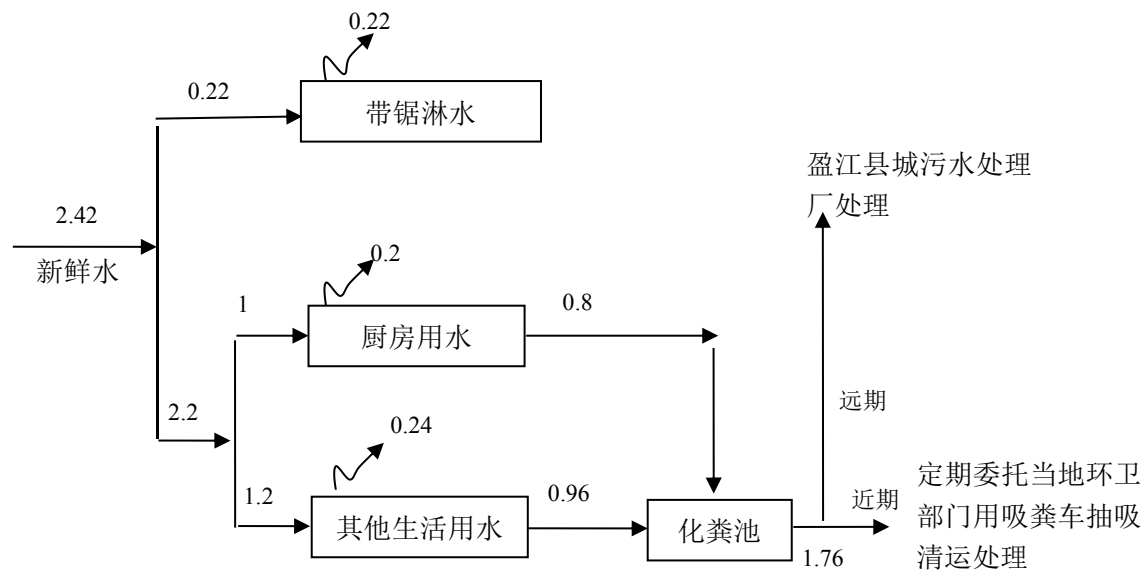 0.22
0.22
带锯淋水
盈江县城污水处理
厂处理
2.42
新鲜水
0.2
1
厨房用水
0.8
远期
2.2
0.24
1.2
其他生活用水
0.96
化粪池
近期
1.76
定期委托当地环卫
部门用吸粪车抽吸
清运处理